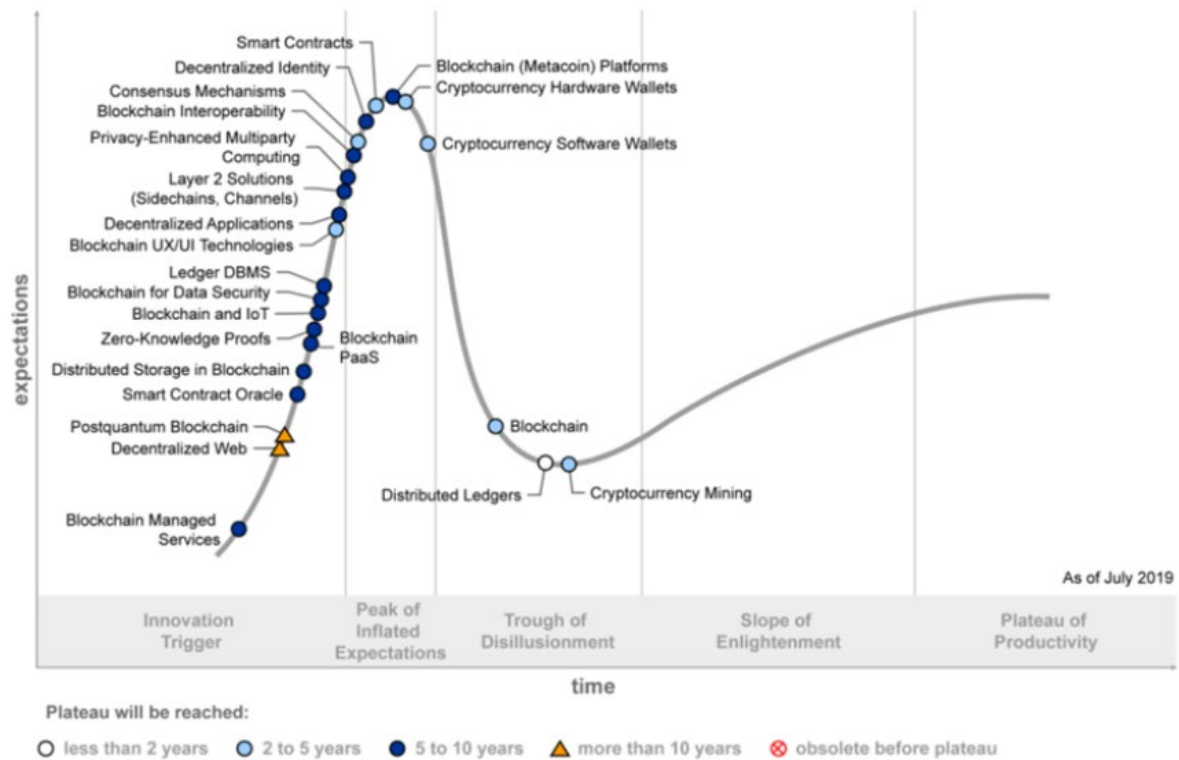 Smart Contracts
Decentralized Identity
Consensus Mechanisms
Blockchain Interoperability
Privacy-Enhanced Multiparty
Computing
Layer 2 Solutions
(Sidechains, Channels)
Decentralized Applications
Blockchain UX/UI Technologies
Ledger DBMS
Blockchain for Data Security
Blockchain and IoT
Zero-Knowledge Proofs
Blockchain
PaaS
Distributed Storage in Blockchain
Smart Contract Oracle
Postquantum Blockchain
Decentralized Web
Blockchain Managed
Services
Blockchain (Metacoin) Platforms
Cryptocurrency Hardware Wallets
Cryptocurrency Software Wallets
Blockchain
Distributed Ledgers
Cryptocurrency Mining
expectations
As of July 2019
Innovation
Trigger
Peak of
Inflated
Expectations
Trough of
Disillusionment
Slope of
Enlightenment
Plateau of
Productivity
time
Plateau will be reached:
less than 2 years
2 to 5 years
5 to 10 years
more than 10 years
obsolete before plateau